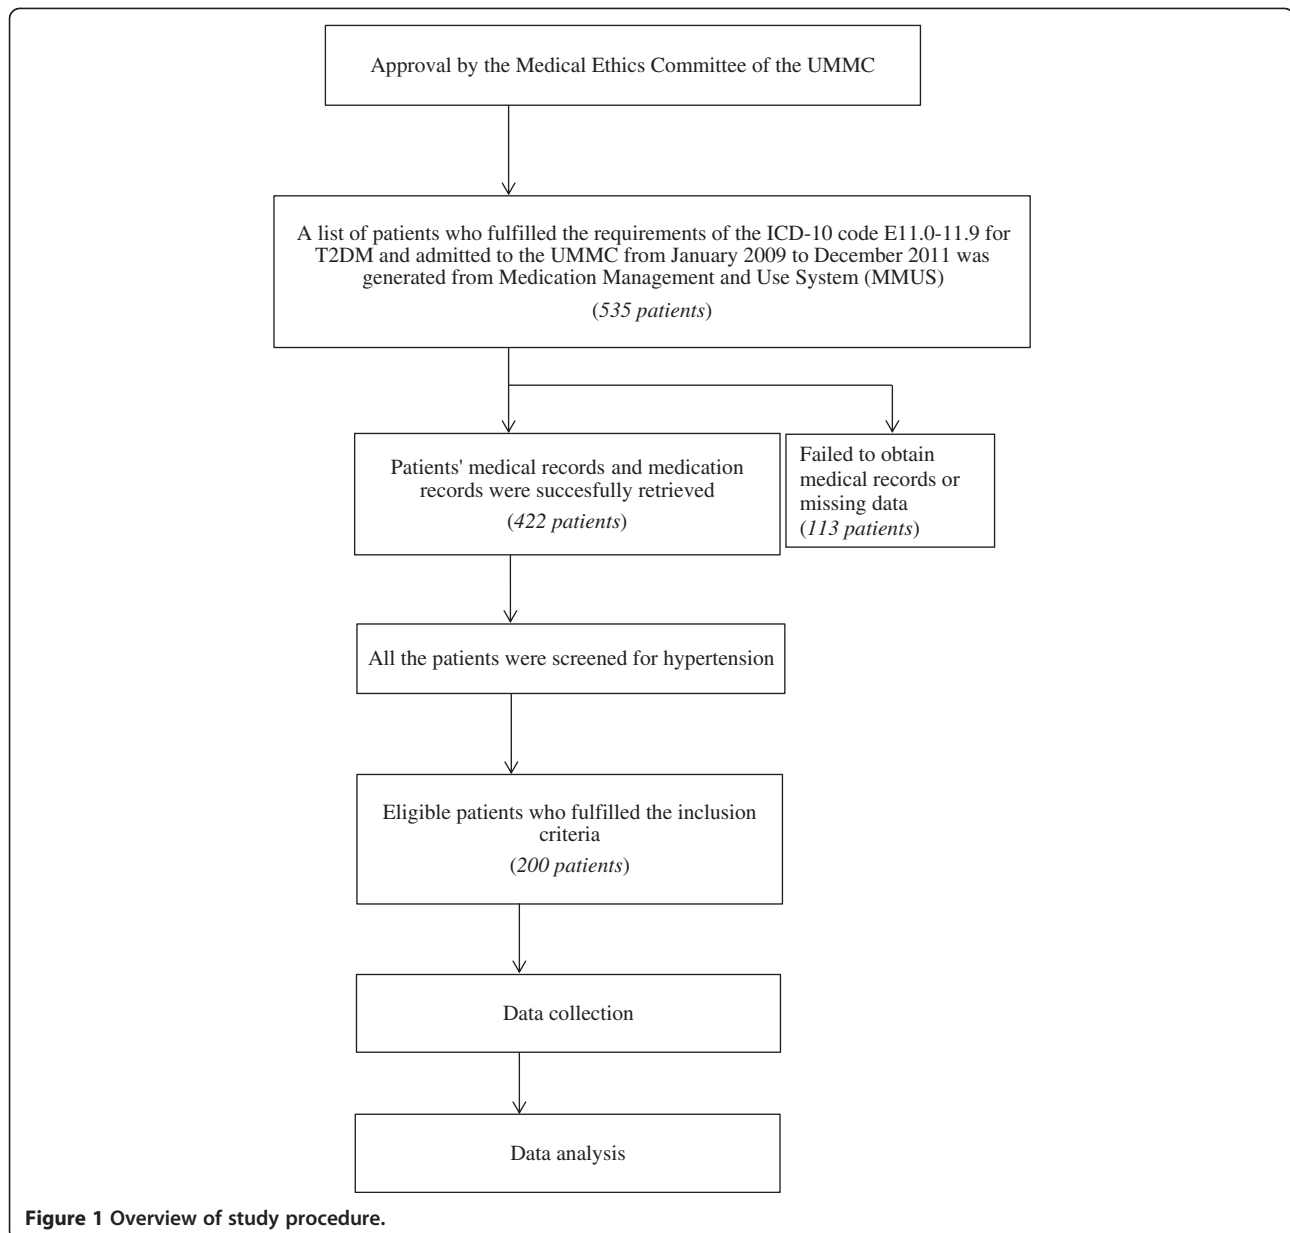 Approval by the Medical Ethics Committee of the UMMC
A list of patients who fulfilled the requirements of the ICD-10 code E11.0-11.9 for
T2DM and admitted to the UMMC from January 2009 to December 2011 was
generated from Medication Management and Use System (MMUS)
(535 patients)
Patients' medical records and medication
records were succesfully retrieved
(422 patients)
Failed to obtain
medical records or
missing data
(113 patients)
All the patients were screened for hypertension
Eligible patients who fulfilled the inclusion
criteria
(200 patients)
Data collection
Data analysis
Figure 1 Overview of study procedure.